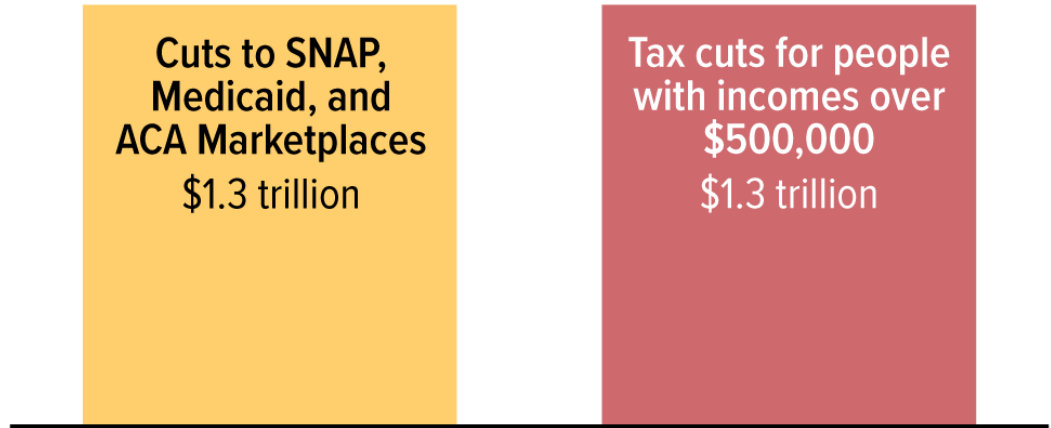 Cuts to SNAP,
Medicaid, and
ACA Marketplaces
$1.3 trillion
Tax cuts for people
with incomes over
$500,000
$1.3 trillion